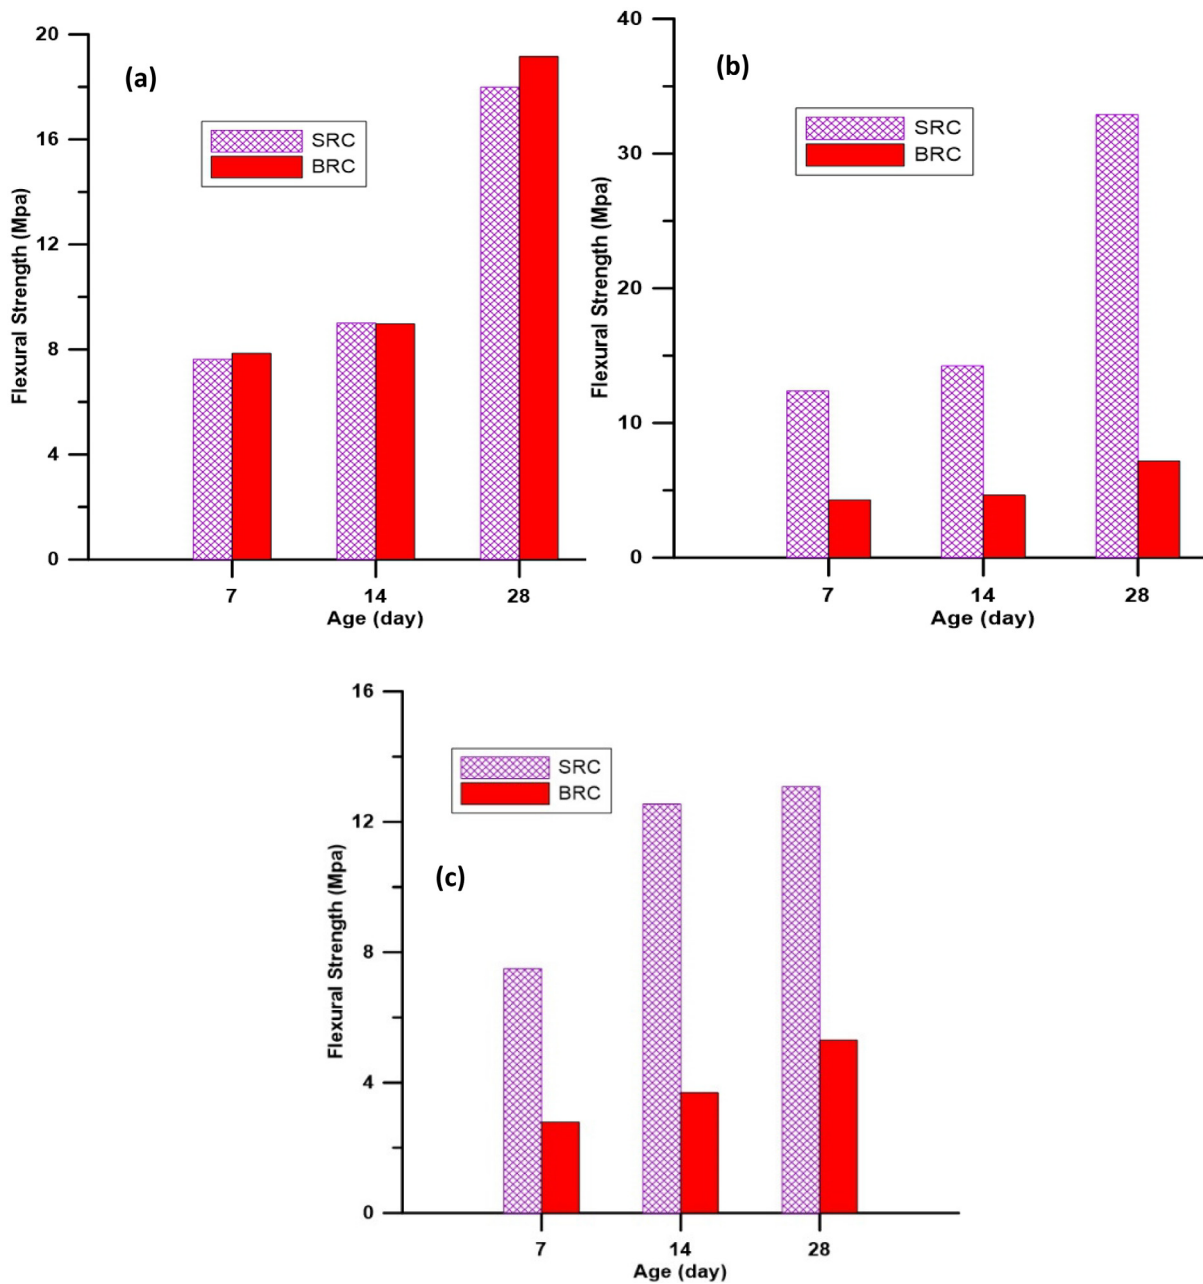 (a)
SRC
BRC
Flexural Strength (Mpa)
20
16
12
8
4
0
7 14 28
Age (day)
(b)
SRC
BRC
Flexural Strength (Mpa)
40
30
20
10
0
7 14 28
Age (day)
(c)
SRC
BRC
Flexural Strength (Mpa)
16
12
8
4
0
7 14 28
Age (day)